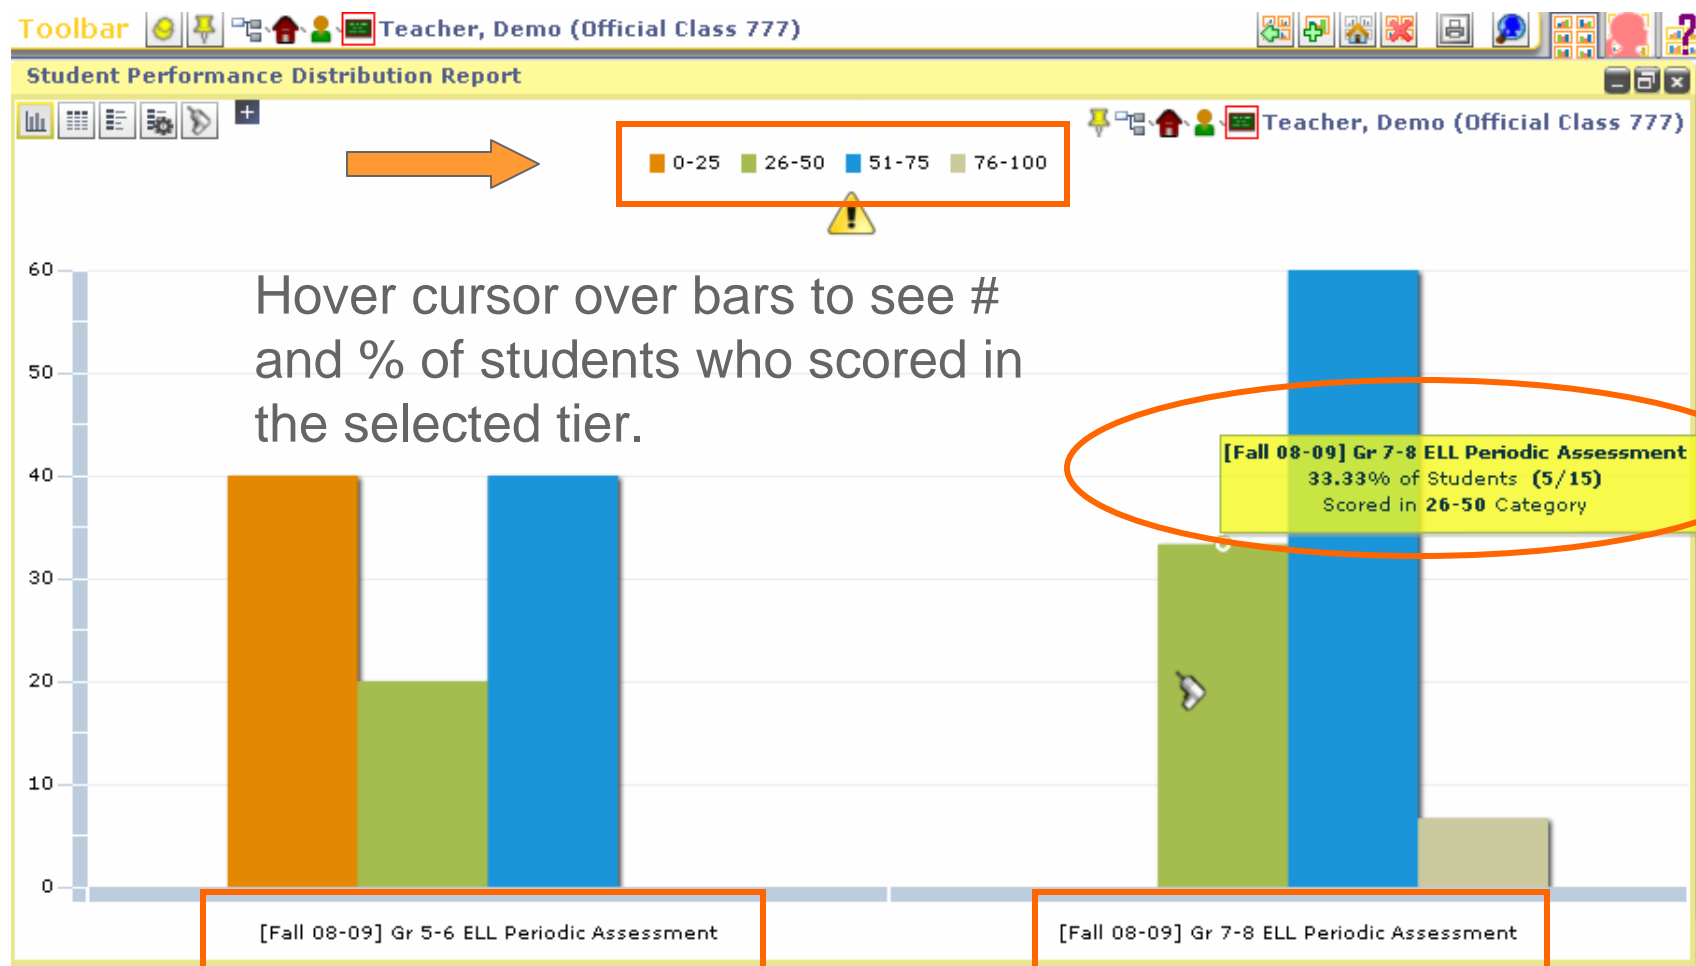 Toolbar Teacher, Demo (Official Class 777)
Student Performance Distribution Report
Teacher, Demo (Official Class 777)
0-25 26-50 51-75 76-100
60
50
40
30
20
10
0
Hover cursor over bars to see #
and % of students who scored in
the selected tier.
[Fall 08-09] Gr 7-8 ELL Periodic Assessment
33.33% of Students (5/15)
Scored in 26-50 Category
[Fall 08-09] Gr 5-6 ELL Periodic Assessment
[Fall 08-09] Gr 7-8 ELL Periodic Assessment